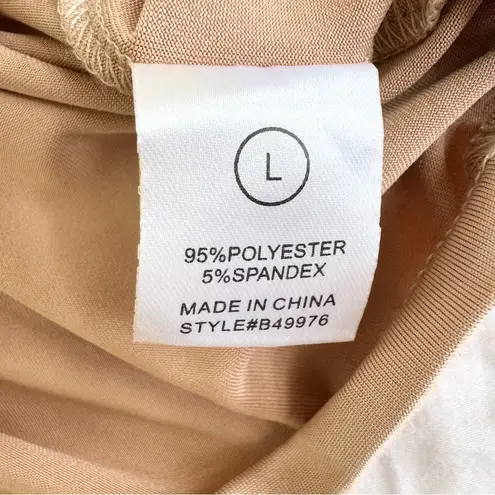 L
95%POLYESTER
5%SPANDEX
MADE IN CHINA
STYLE#B49976